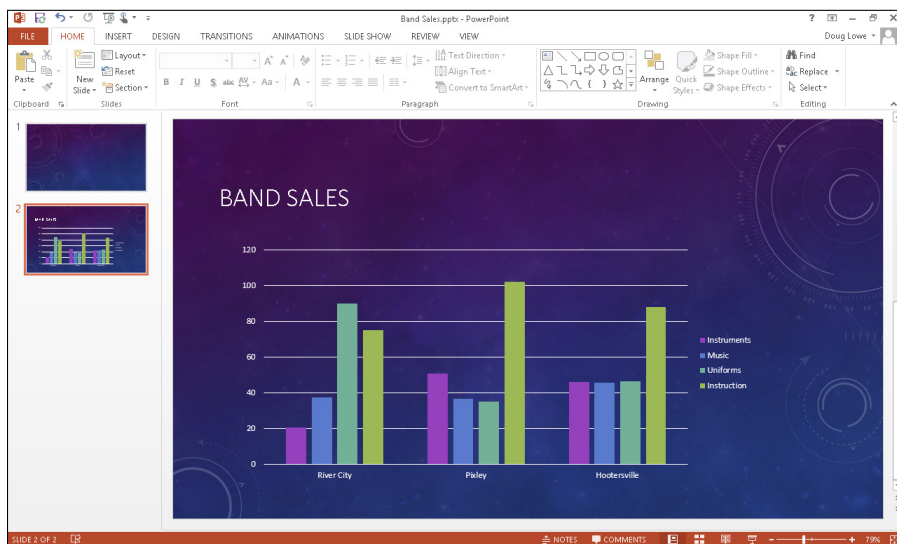 Band Sales.pptx - PowerPoint
FILE HOME INSERT DESIGN TRANSITIONS ANIMATIONS SLIDE SHOW REVIEW VIEW Doug Lowe
Paste
New
Slide
Layout
Reset
Section
B I U S abc AV Aa A
Text Direction
Align Text
Convert to SmartArt
Arrange
Quick
Styles
Shape Fill
Shape Outline
Shape Effects
Find
Replace
Select
Clipboard Slides Font Paragraph Drawing Editing
1
2
BAND SALES
120
100
80
60
40
20
0
River City Pixley Hootersville
Instruments
Music
Uniforms
Instruction
SLIDE 2 OF 2 NOTES COMMENTS 79%